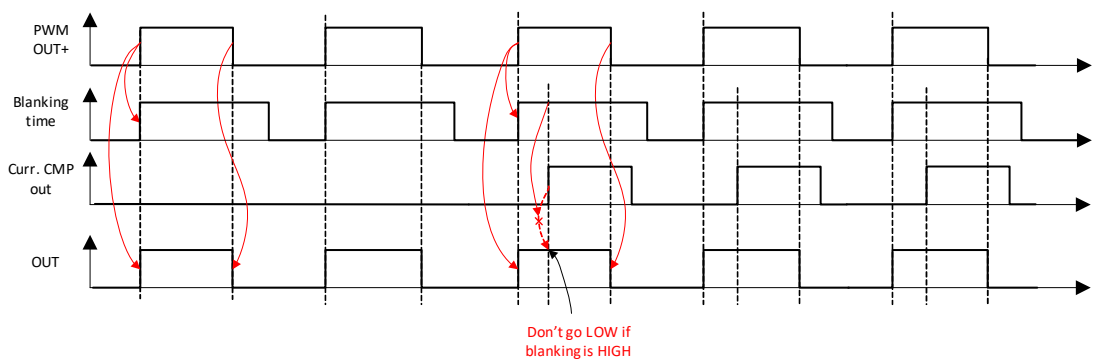 PWM
OUT+
Blanking
time
Curr. CMP
out
OUT
Don't go LOW if
blanking is HIGH